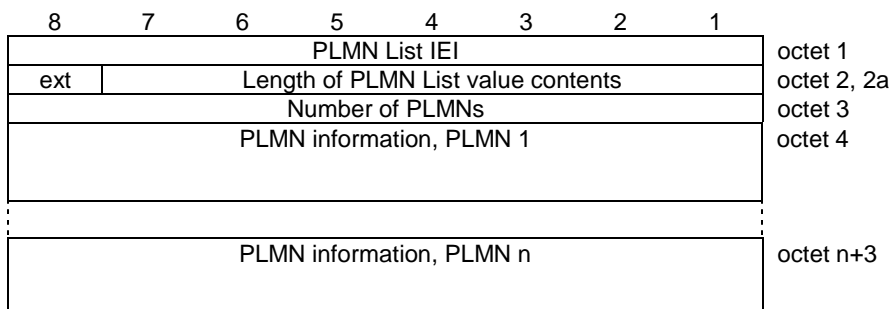 8 7 6 5 4 3 2 1
PLMN List IEI octet 1
ext Length of PLMN List value contents octet 2, 2a
Number of PLMNs octet 3
PLMN information, PLMN 1 octet 4
PLMN information, PLMN n octet n+3